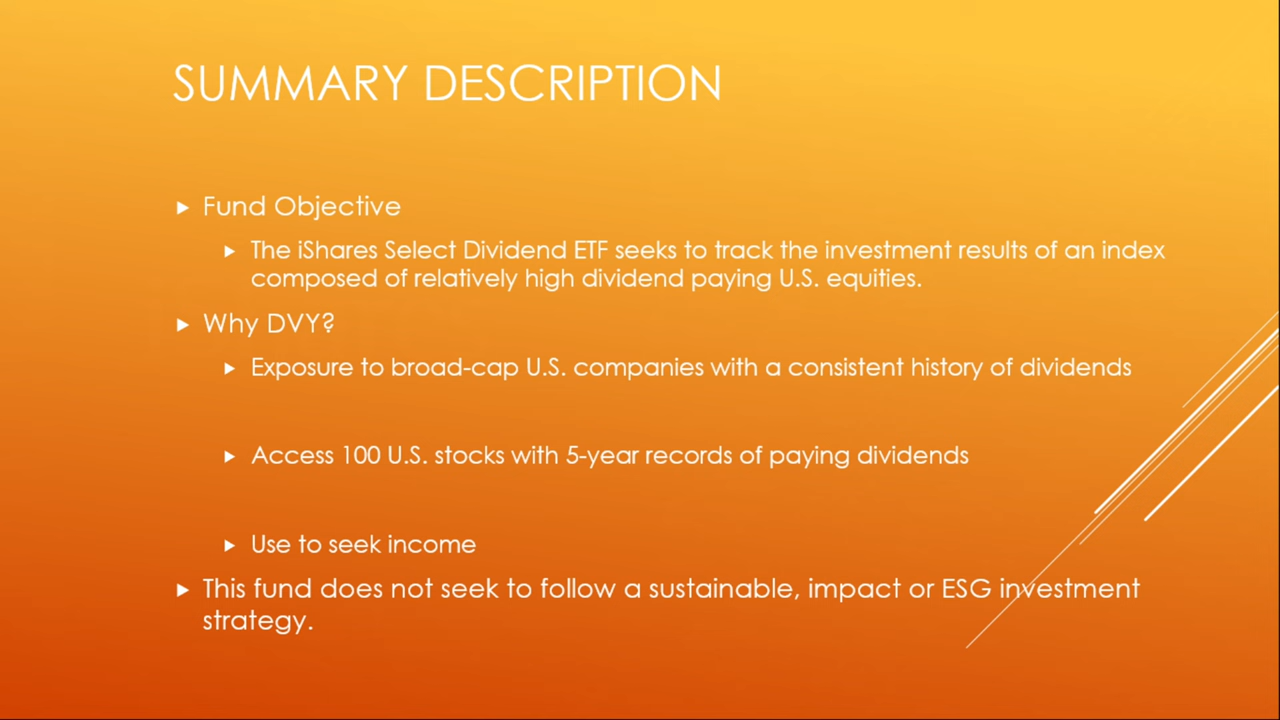 SUMMARY DESCRIPTION
Fund Objective
The iShares Select Dividend ETF seeks to track the investment results of an index
composed of relatively high dividend paying U.S. equities.
Why DVY?
Exposure to broad-cap U.S. companies with a consistent history of dividends
Access 100 U.S. stocks with 5-year records of paying dividends
Use to seek income
This fund does not seek to follow a sustainable, impact or ESG investment
strategy.